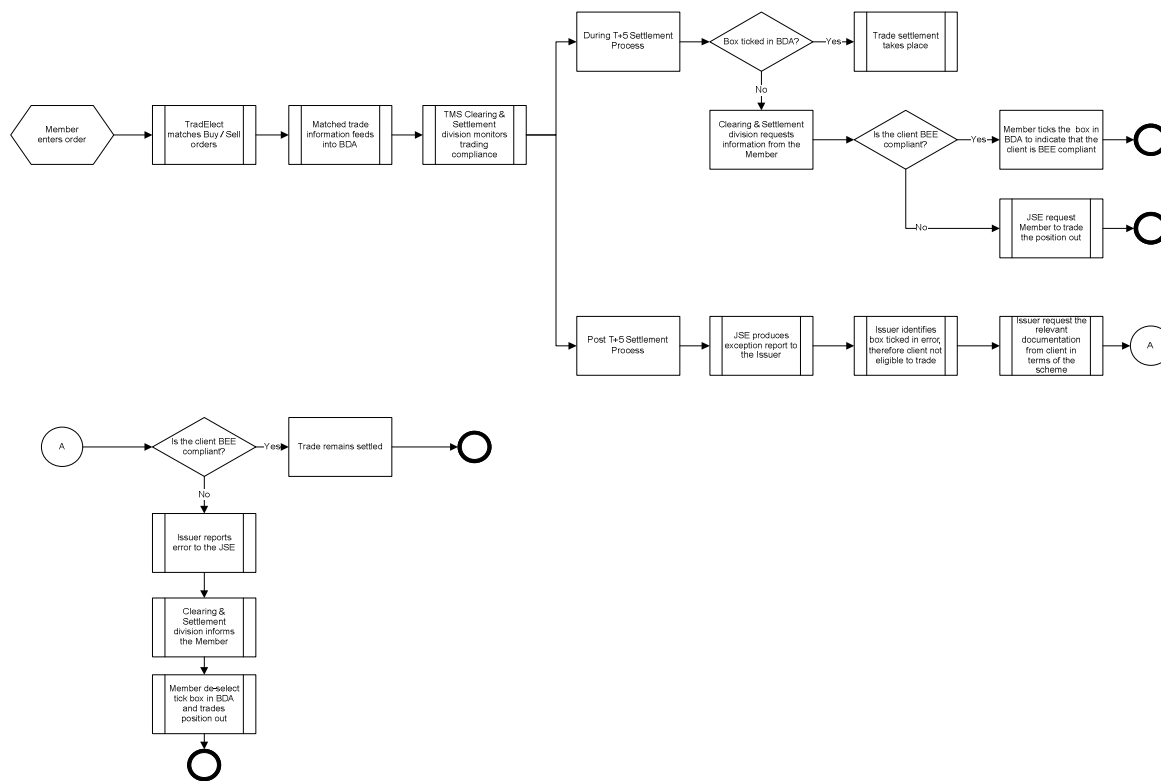 During T+5 Settlement
Process
Box ticked in BDA?
Yes
Trade settlement
takes place
No
Member
enters order
TradElect
matches Buy / Sell
orders
Matched trade
information feeds
into BDA
TMS Clearing &
Settlement
division monitors
trading
compliance
Clearing & Settlement
division requests
information from the
Member
Is the client BEE
compliant?
Yes
Member ticks the box in
BDA to indicate that the
client is BEE compliant
No
JSE request
Member to trade
the position out
Post T+5 Settlement
Process
JSE produces
exception report to
the Issuer
Issuer identifies
box ticked in error,
therefore client not
eligible to trade
Issuer request the
relevant
documentation
from client in
terms of the
scheme
A
A
Is the client BEE
compliant?
Yes
Trade remains settled
No
Issuer reports
error to the JSE
Clearing &
Settlement
division informs
the Member
Member de-select
tick box in BDA
and trades
position out